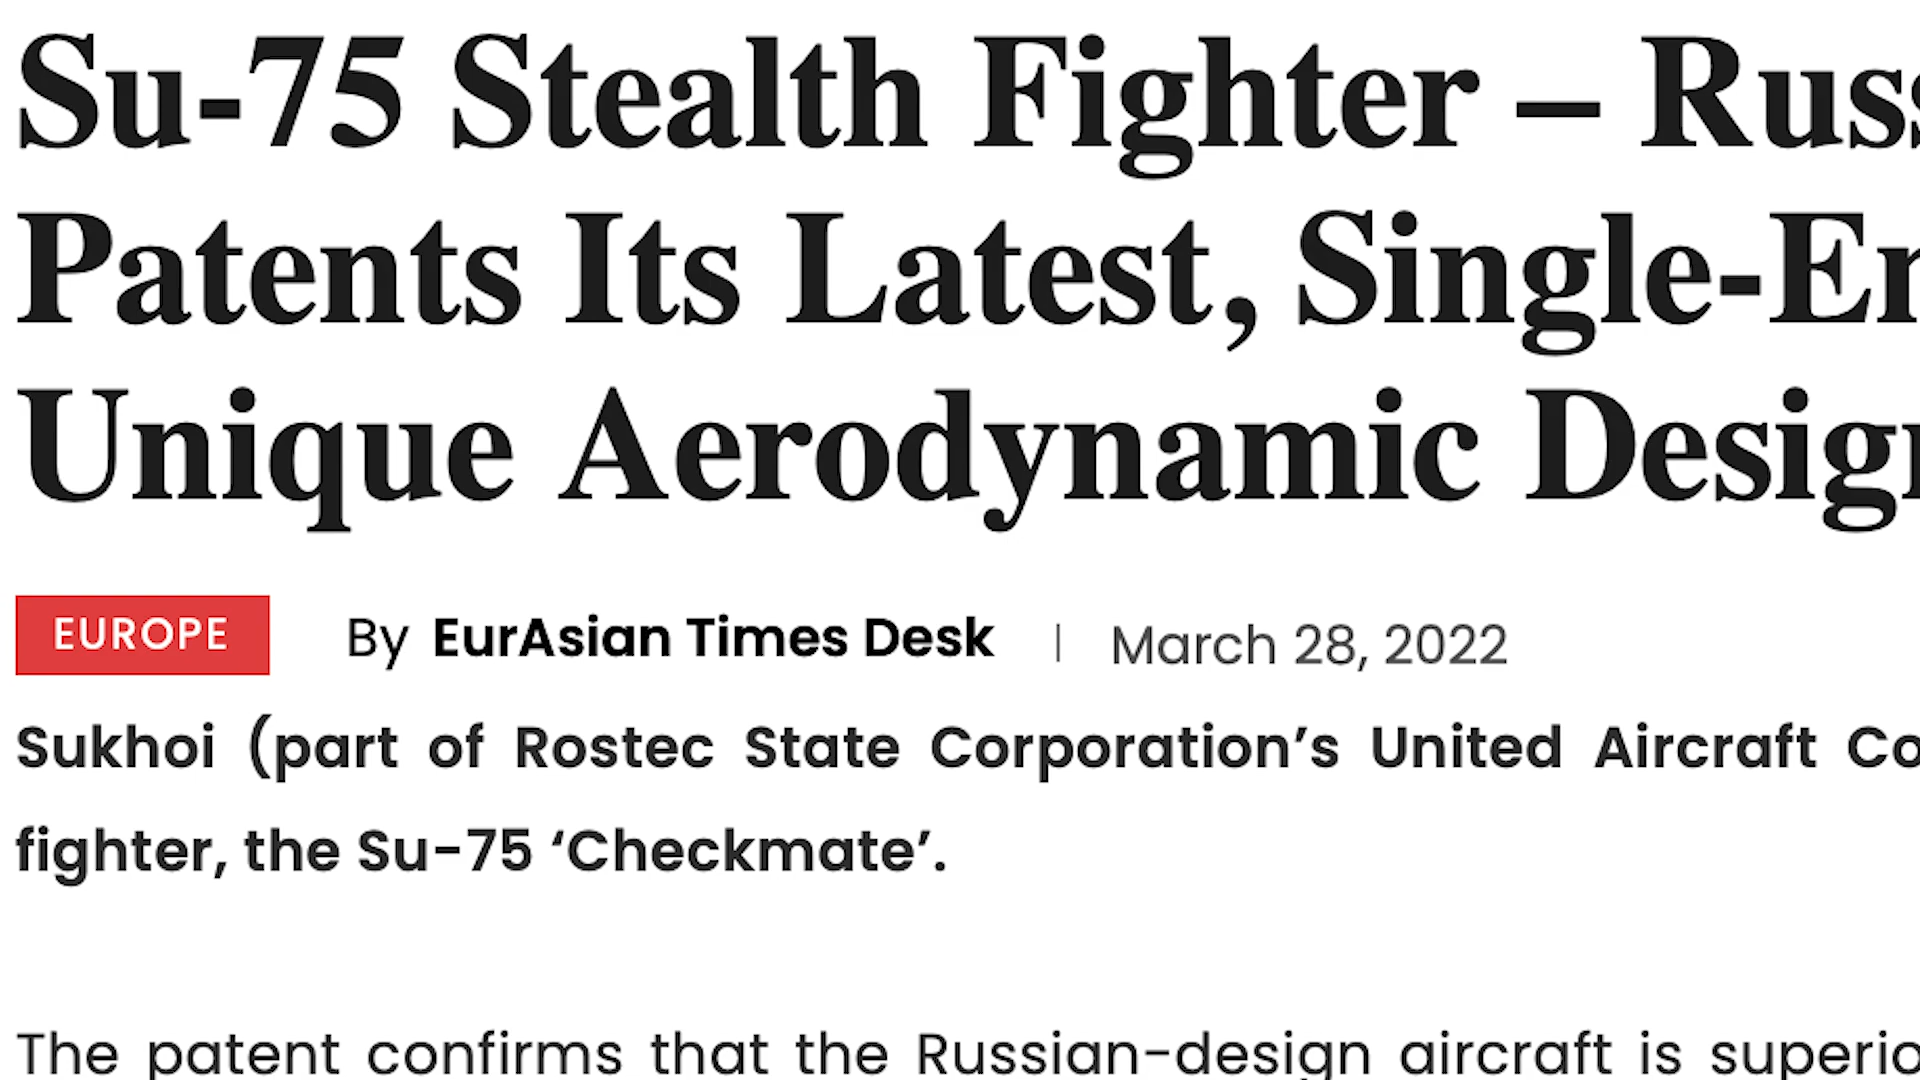 Su-75 Stealth Fighter – Russ
Patents Its Latest, Single-En
Unique Aerodynamic Design
EUROPE By EurAsian Times Desk | March 28, 2022
Sukhoi (part of Rostec State Corporation’s United Aircraft Co
fighter, the Su-75 ‘Checkmate’.
The patent confirms that the Russian-design aircraft is superio